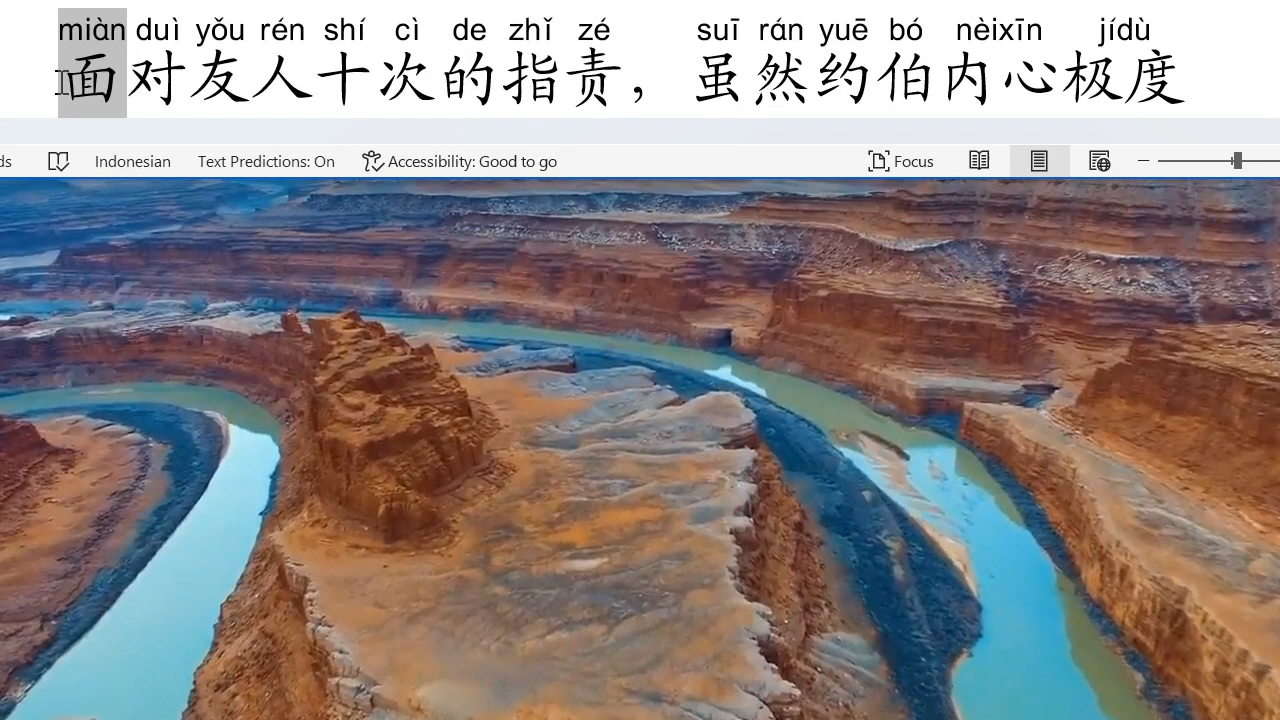 miàn duì yǒu rén shí cì de zhǐ zé suī rán yuē bó nèixīn jídù
面对友人十次的指责，虽然约伯内心极度
ds Indonesian Text Predictions: On Accessibility: Good to go Focus